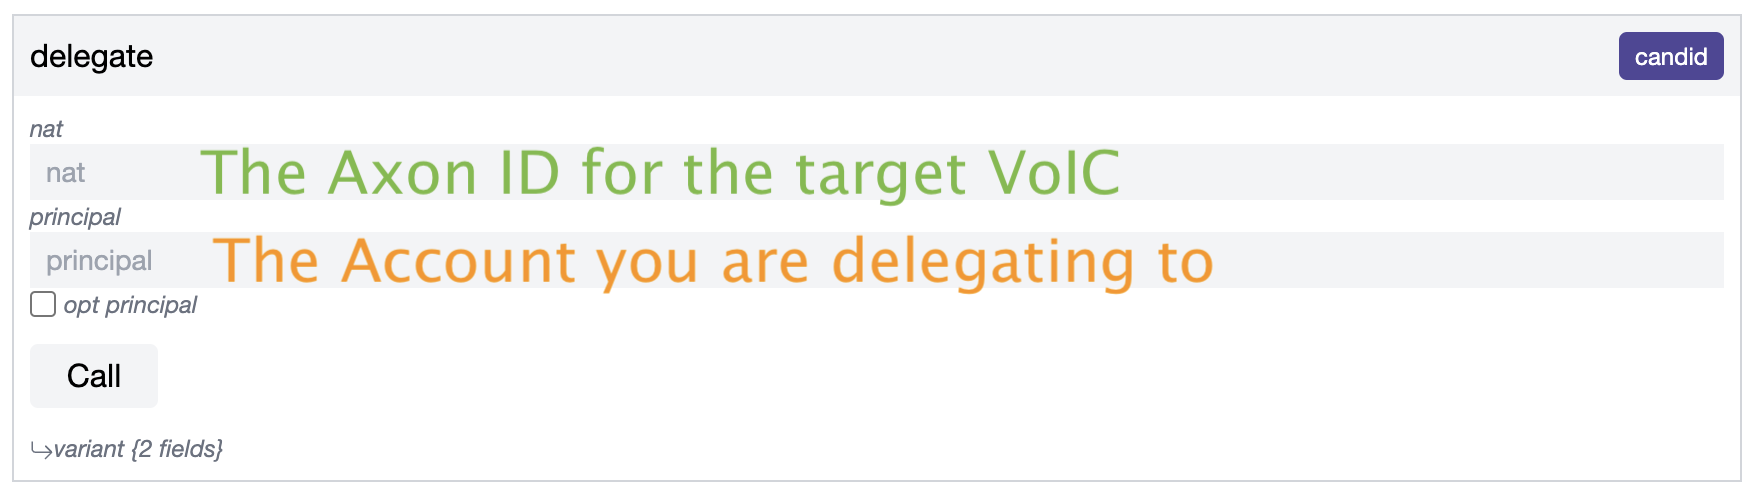 delegate
candid
nat
nat The Axon ID for the target VoIC
principal
principal The Account you are delegating to
opt principal
Call
↳variant {2 fields}